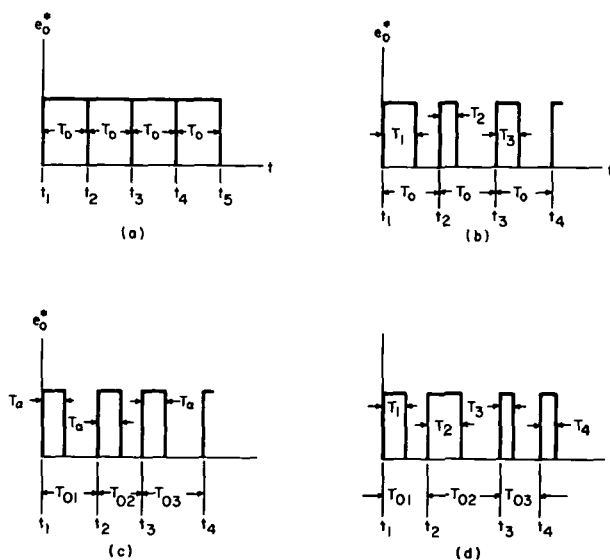 e₀*
T₀ T₀ T₀ T₀
t
t₁ t₂ t₃ t₄ t₅
(a)
e₀*
T₁ T₂ T₃
t
T₀ T₀ T₀
t₁ t₂ t₃ t₄
(b)
e₀*
Tₐ Tₐ Tₐ
T₀₁ T₀₂ T₀₃
t₁ t₂ t₃ t₄
(c)
T₁ T₂ T₃ T₄
T₀₁ T₀₂ T₀₃
t₁ t₂ t₃ t₄
(d)